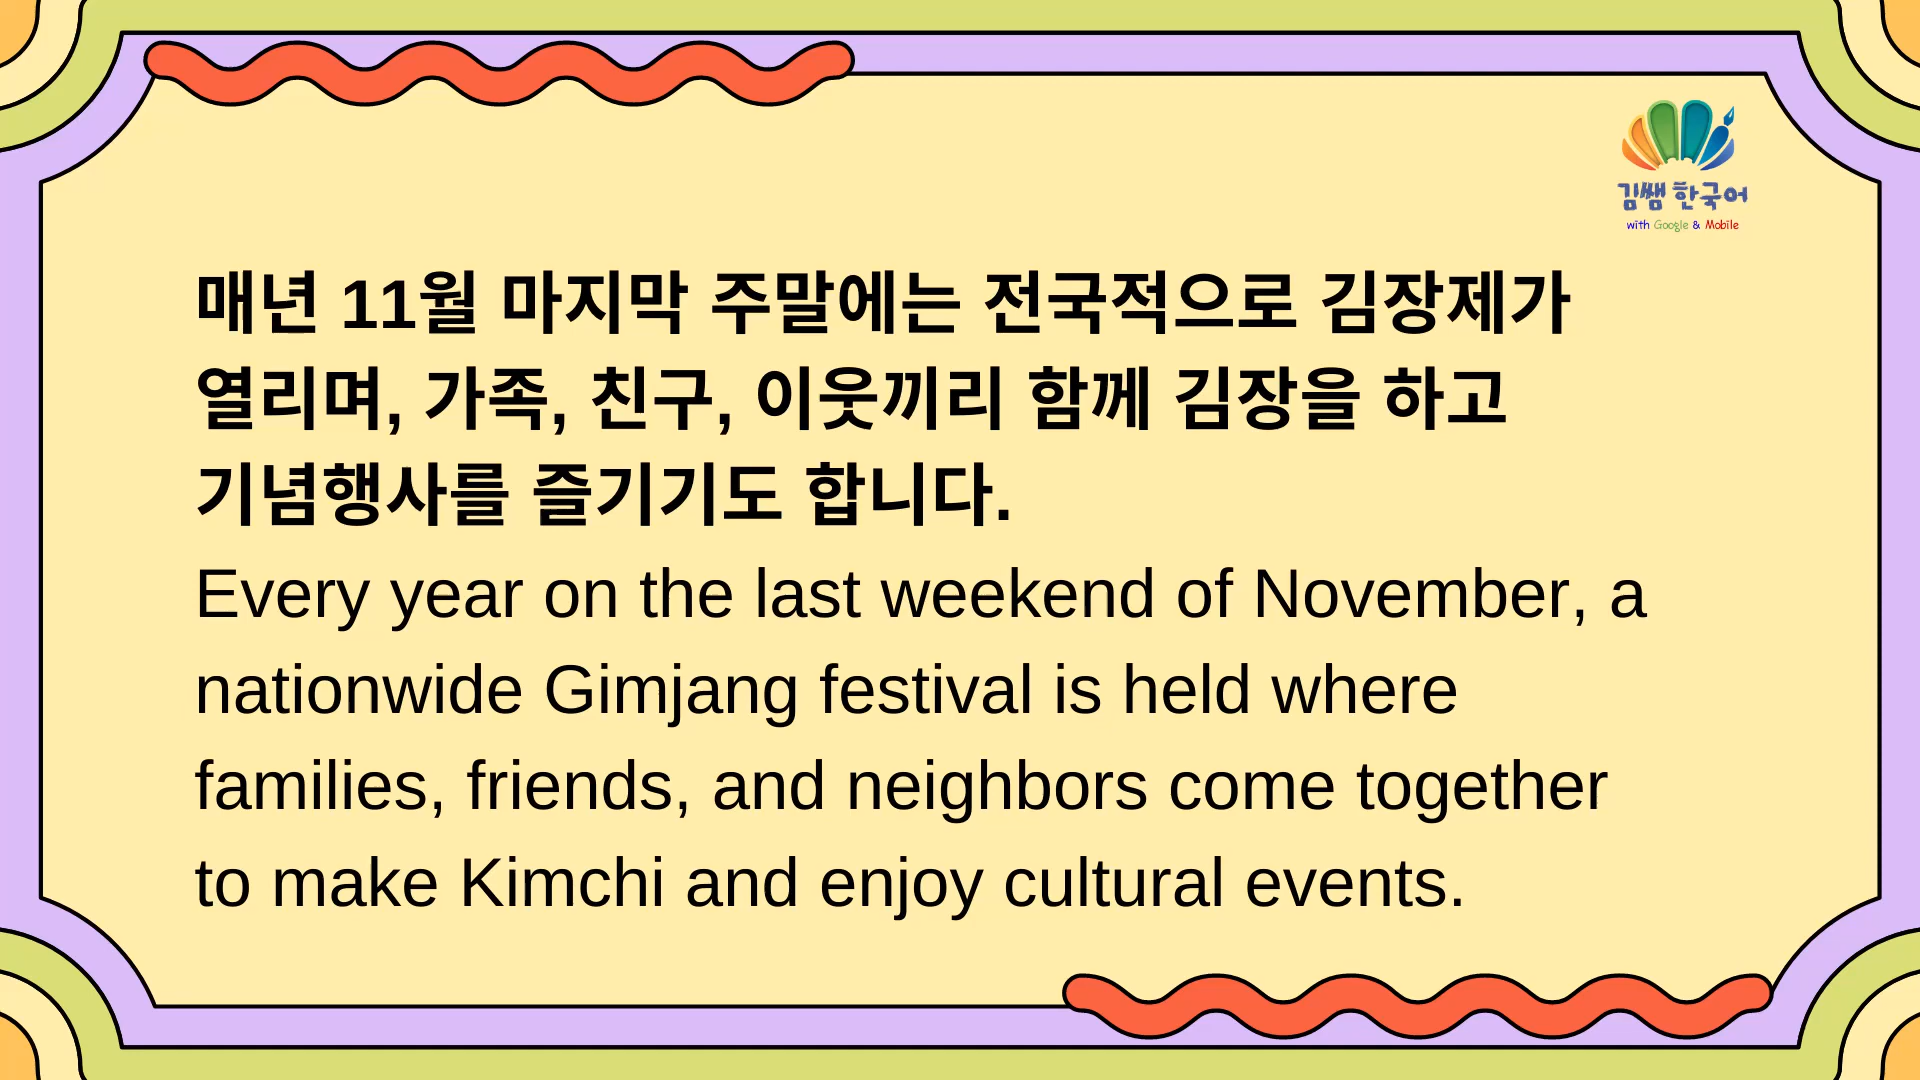 김쌤 한국어
with Google & Mobile
매년 11월 마지막 주말에는 전국적으로 김장제가
열리며, 가족, 친구, 이웃끼리 함께 김장을 하고
기념행사를 즐기기도 합니다.
Every year on the last weekend of November, a
nationwide Gimjang festival is held where
families, friends, and neighbors come together
to make Kimchi and enjoy cultural events.